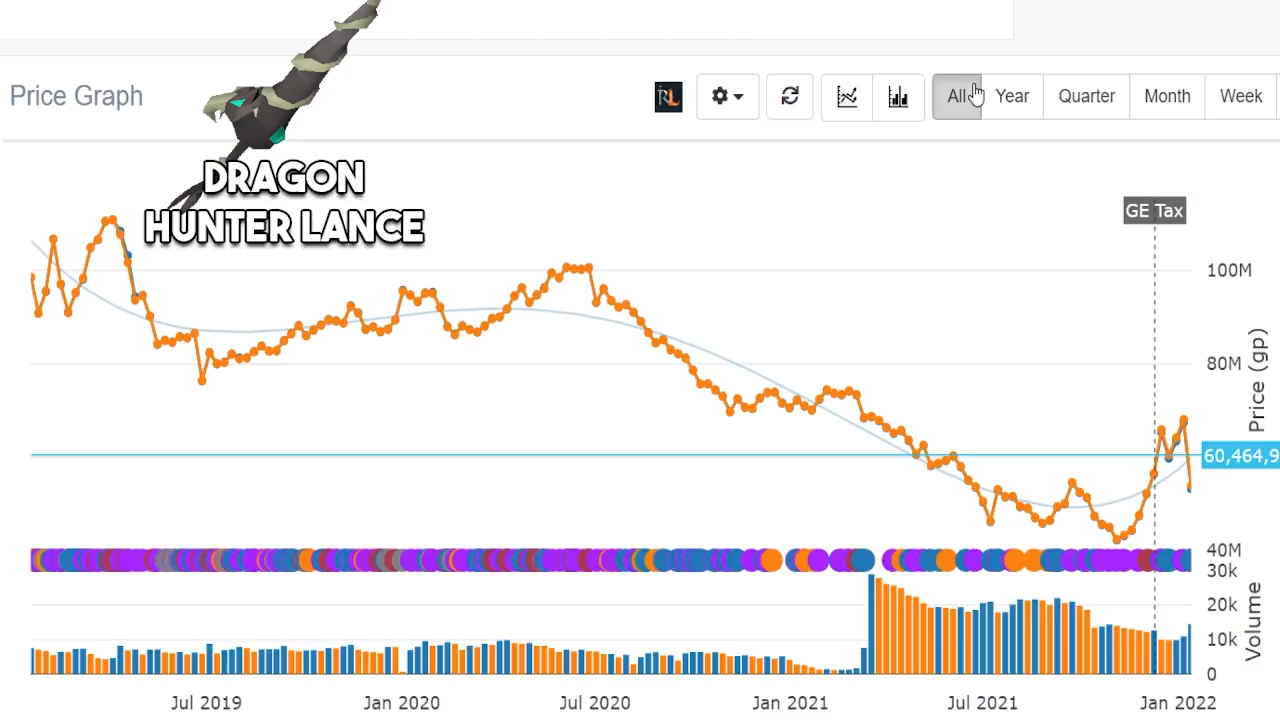 Price Graph
RL
All
Year
Quarter
Month
Week
DRAGON
HUNTER LANCE
GE Tax
100M
80M
60,464,9
40M
Price (gp)
30k
20k
10k
0
Volume
Jul 2019
Jan 2020
Jul 2020
Jan 2021
Jul 2021
Jan 2022